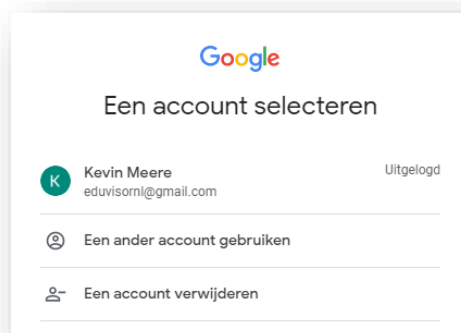 Google
Een account selecteren
K
Kevin Meere
Uitgelogd
eduvisornl@gmail.com
Een ander account gebruiken
Een account verwijderen